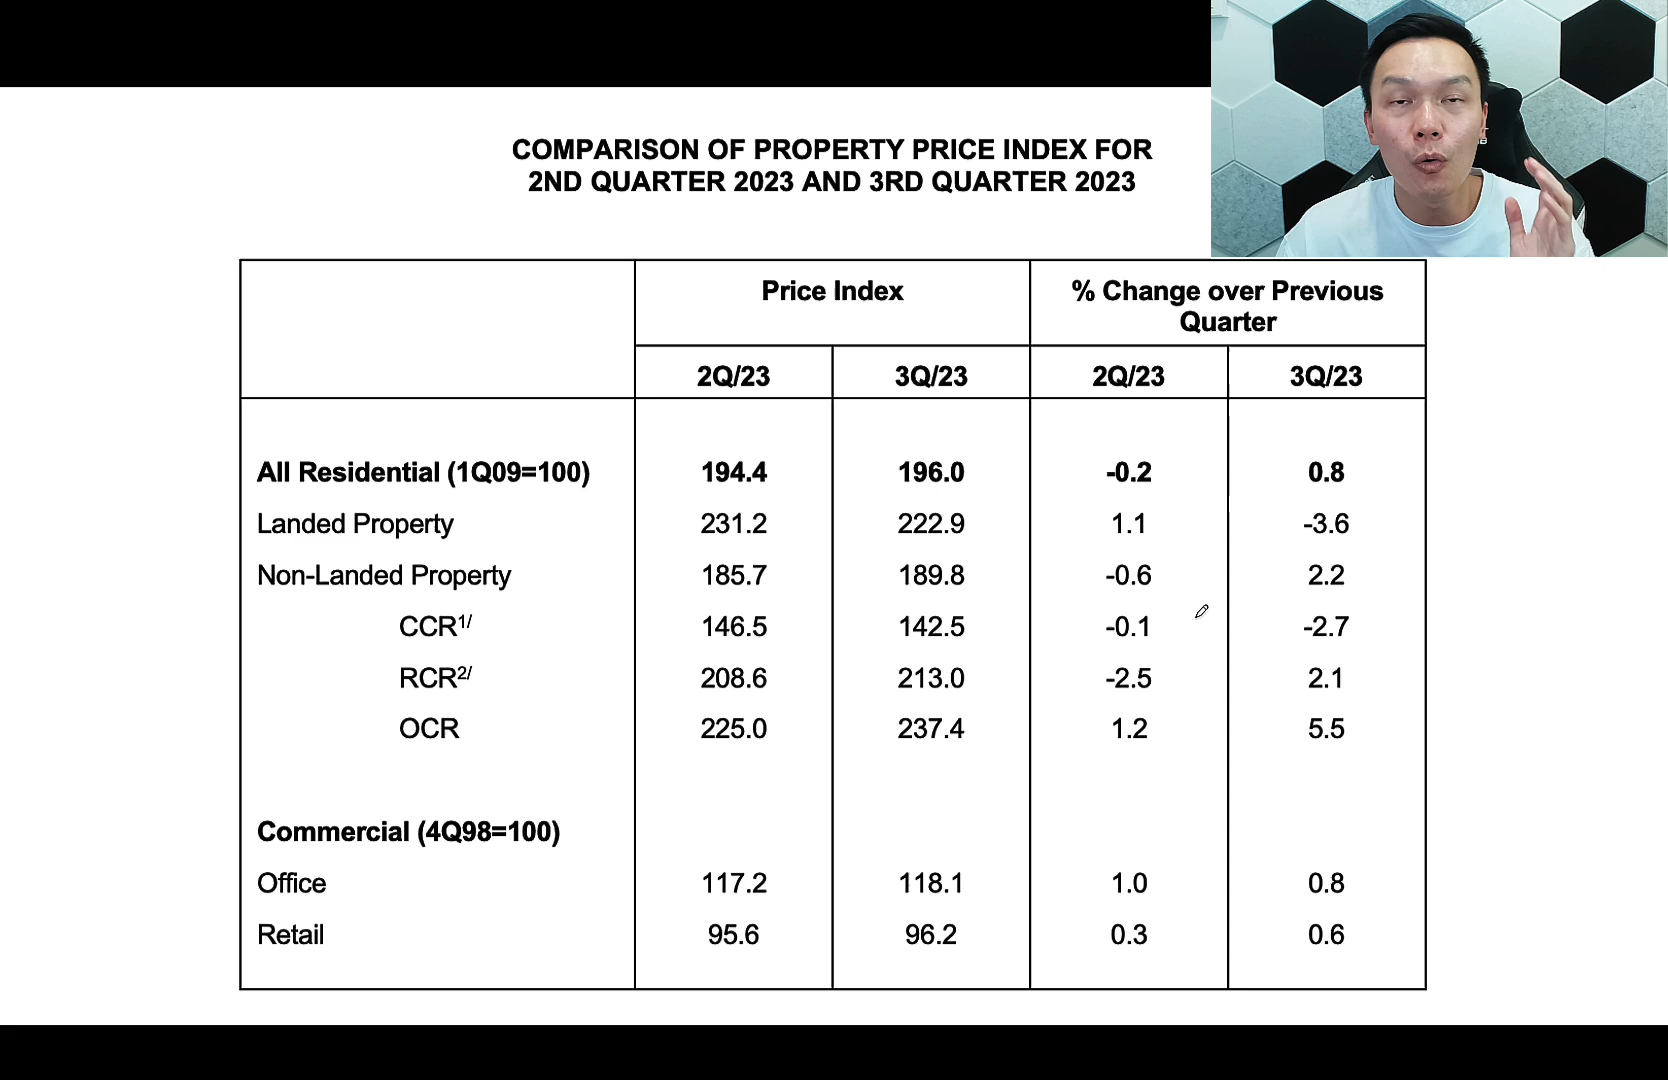 COMPARISON OF PROPERTY PRICE INDEX FOR
2ND QUARTER 2023 AND 3RD QUARTER 2023
Price Index % Change over Previous
Quarter
2Q/23 3Q/23 2Q/23 3Q/23
All Residential (1Q09=100) 194.4 196.0 -0.2 0.8
Landed Property 231.2 222.9 1.1 -3.6
Non-Landed Property 185.7 189.8 -0.6 2.2
CCR1/ 146.5 142.5 -0.1 -2.7
RCR2/ 208.6 213.0 -2.5 2.1
OCR 225.0 237.4 1.2 5.5
Commercial (4Q98=100)
Office 117.2 118.1 1.0 0.8
Retail 95.6 96.2 0.3 0.6